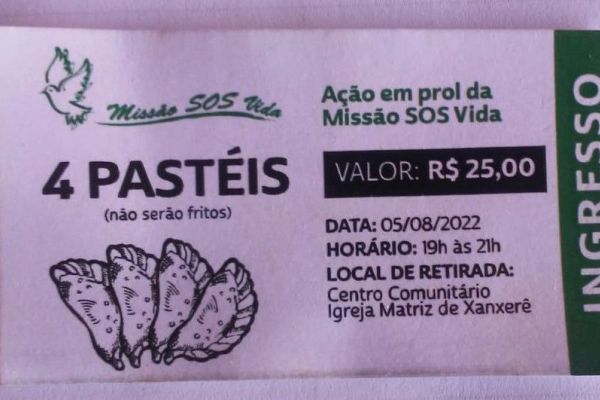 Missão SOS Vida
4 PASTÉIS
(não serão fritos)
Ação em prol da
Missão SOS Vida
VALOR: R$ 25,00
DATA: 05/08/2022
HORÁRIO: 19h às 21h
LOCAL DE RETIRADA:
Centro Comunitário
Igreja Matriz de Xanxerê
INGRESSO